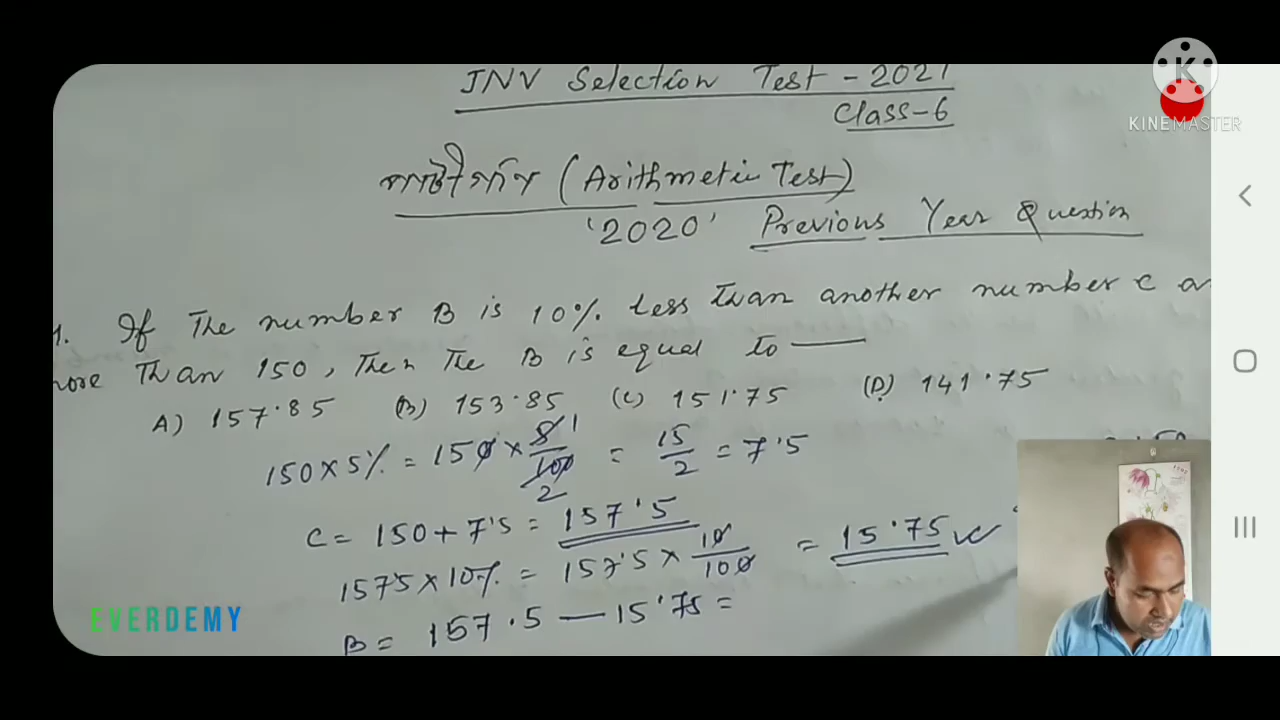 JNV Selection Test - 2021
Class-6
পাটীগণিত (Arithmetic Test)
'2020' Previous Year Question
1. If The number B is 10% less Than another number C
more Than 150, Then The B is equal to ——
A) 157.85 (B) 153.85 (C) 151.75 (D) 141.75
150 × 5% = 150 × 5/100 = 15/2 = 7.5
C = 150 + 7.5 = 157.5
157.5 × 10% = 157.5 × 10/100 = 15.75
B = 157.5 — 15.75 =
EVERDEMY
K
KINEMASTER